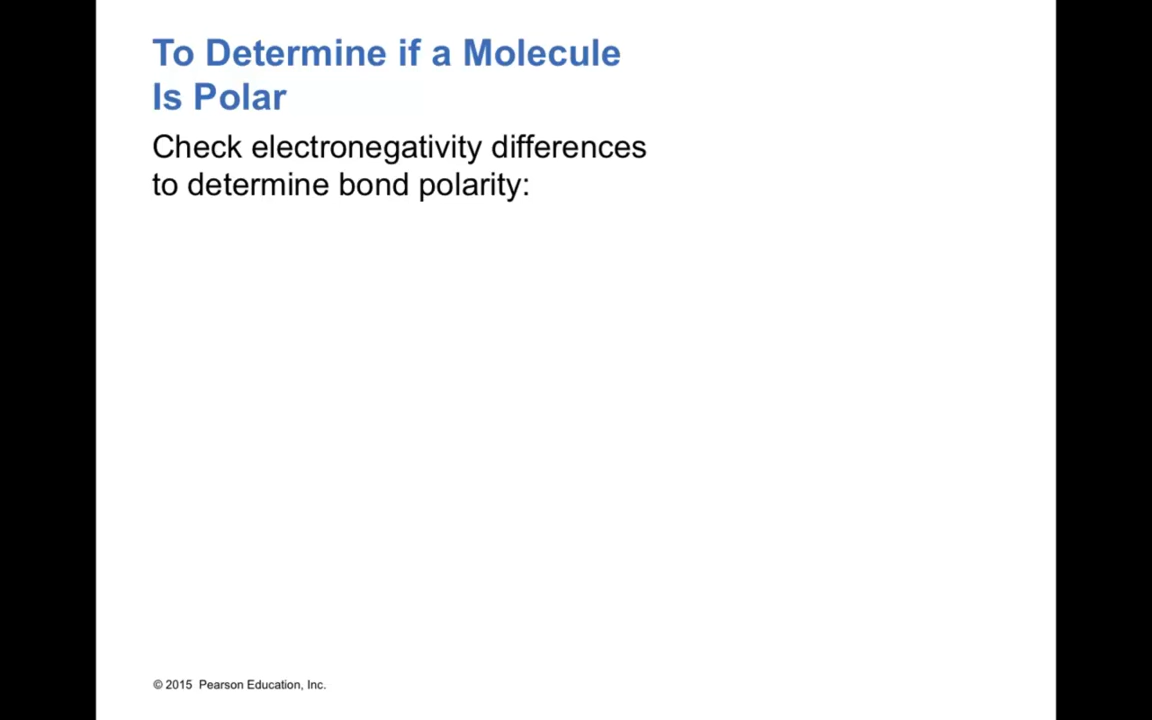 To Determine if a Molecule
Is Polar
Check electronegativity differences
to determine bond polarity:
© 2015 Pearson Education, Inc.